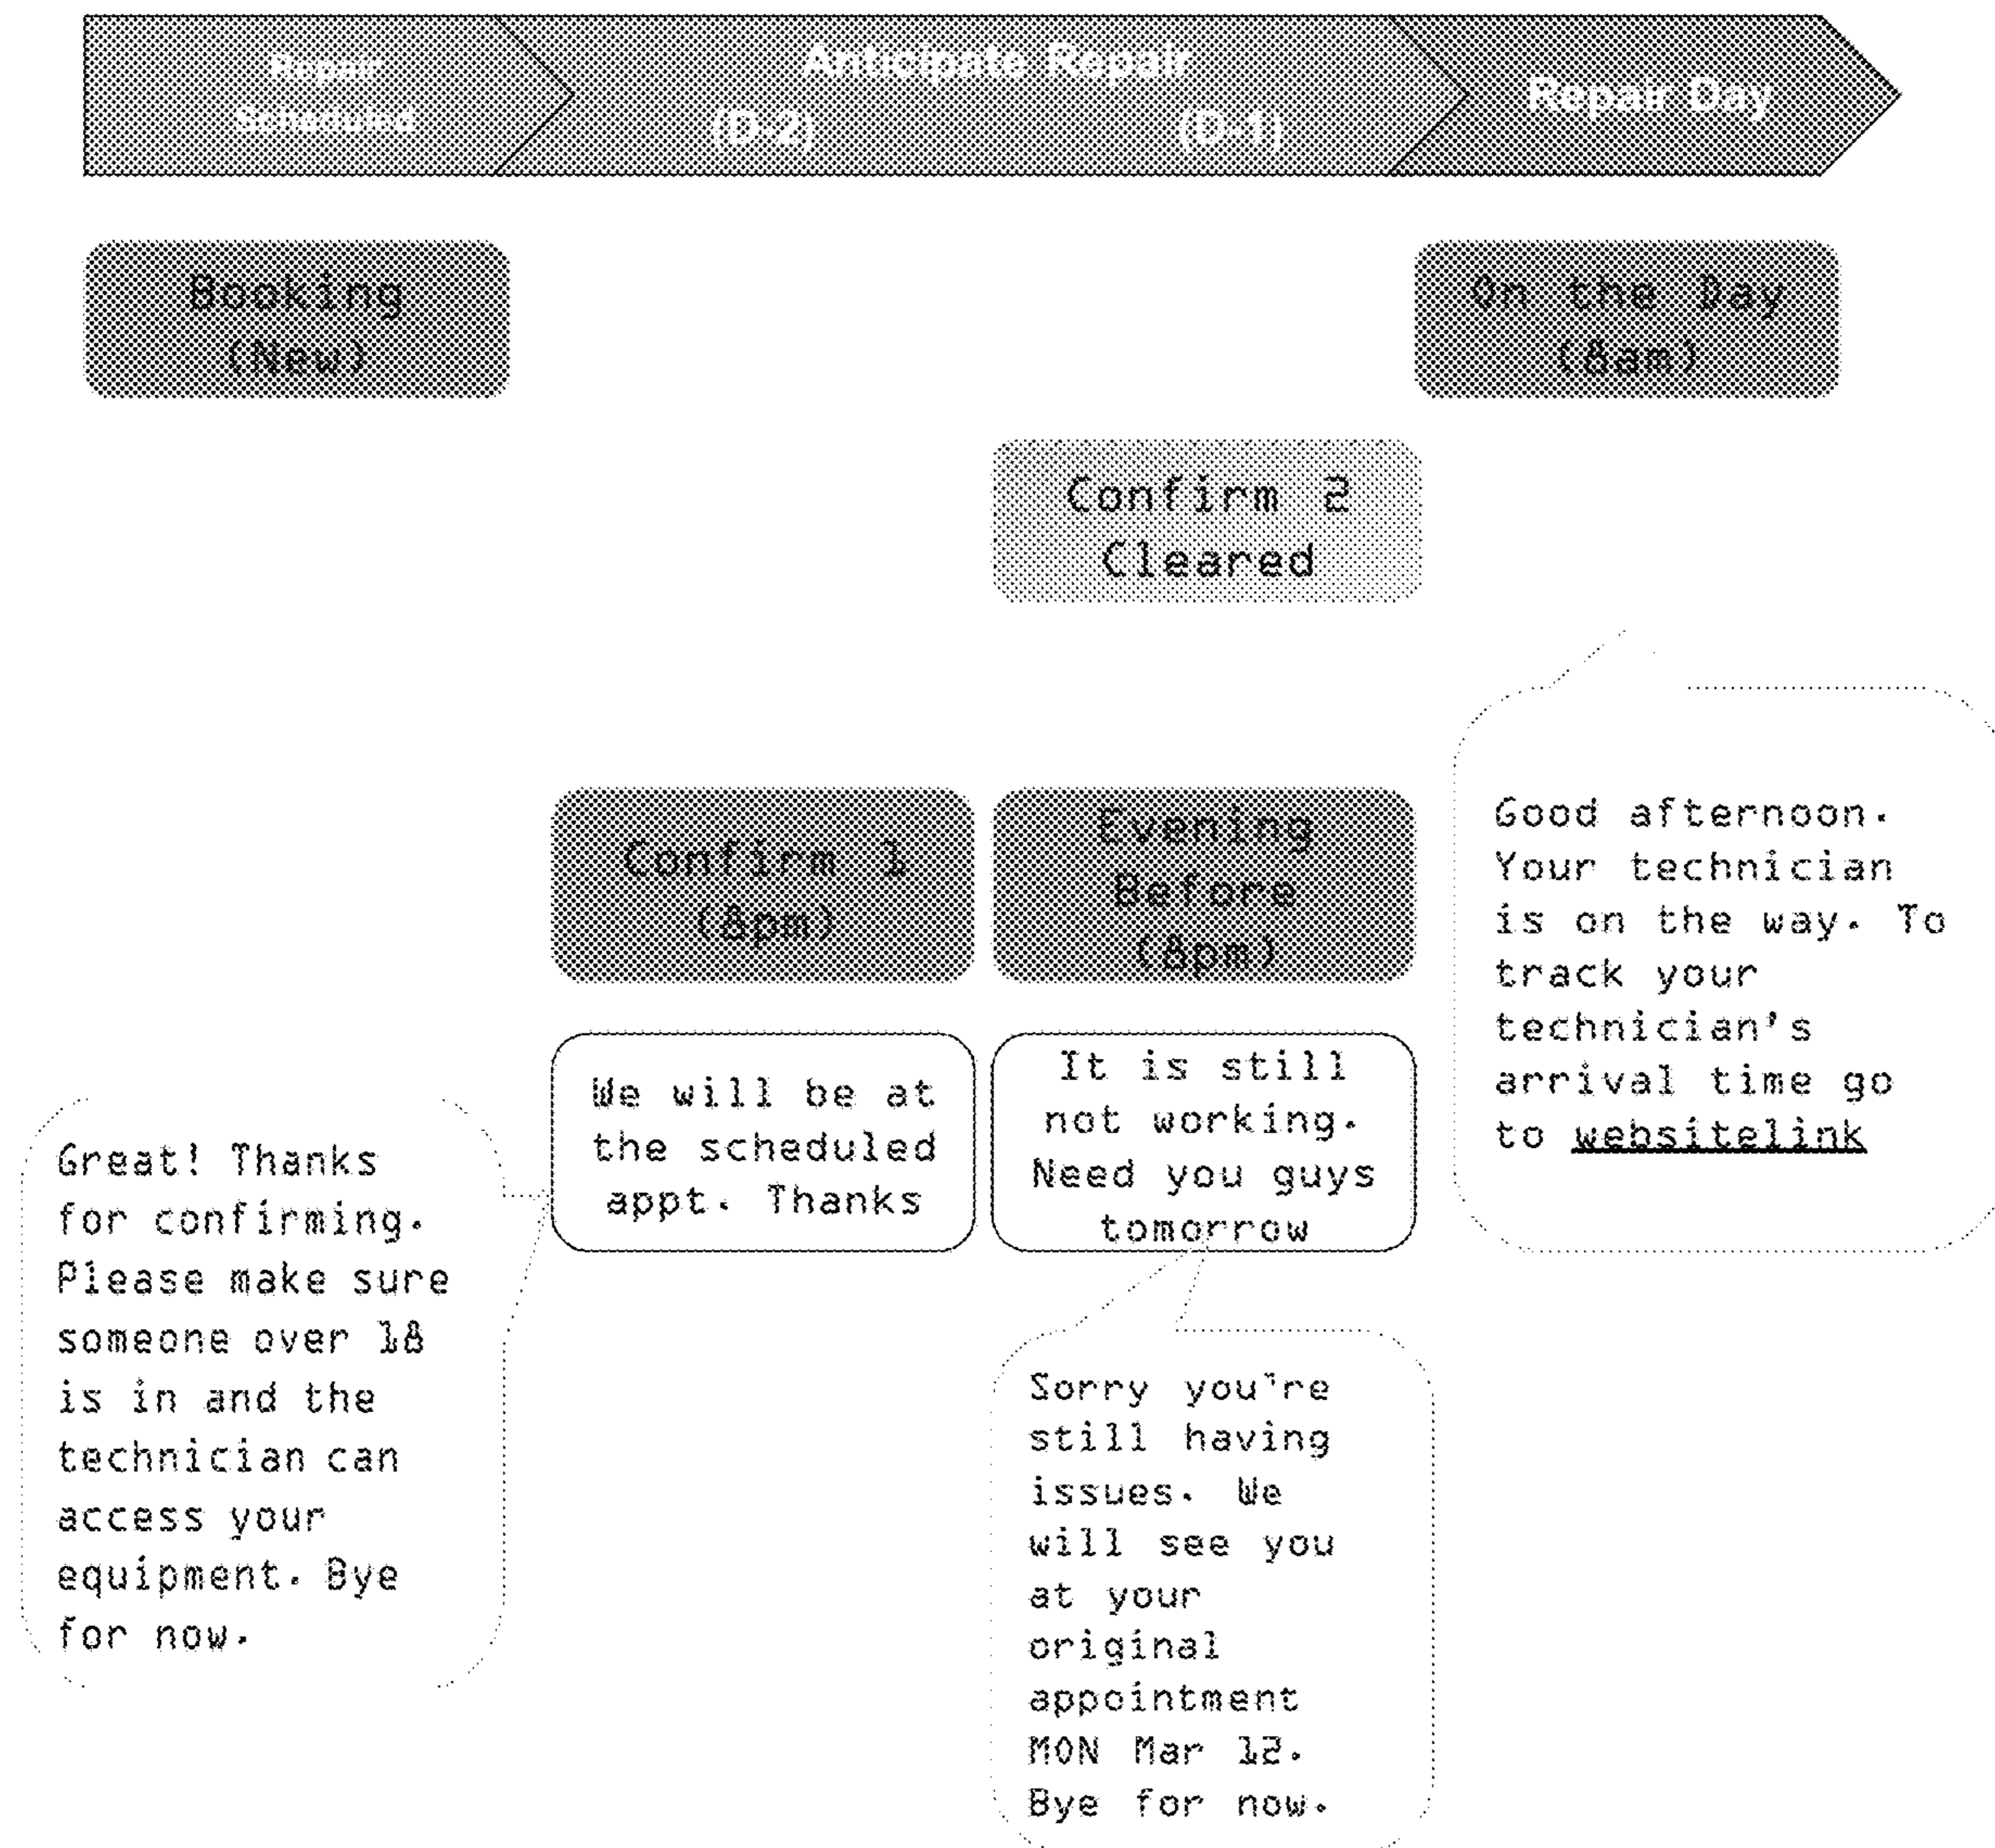 Repair
Scheduled
Anticipate Repair
(D-2) (D-1)
Repair Day
Booking
(New)
On the Day
(8am)
Confirm 2
Cleared
Confirm 1
(8pm)
Evening
Before
(8pm)
Good afternoon.
Your technician
is on the way. To
track your
technician's
arrival time go
to websitelink
We will be at
the scheduled
appt. Thanks
It is still
not working.
Need you guys
tomorrow
Great! Thanks
for confirming.
Please make sure
someone over 18
is in and the
technician can
access your
equipment. Bye
for now.
Sorry you're
still having
issues. We
will see you
at your
original
appointment
MON Mar 12.
Bye for now.